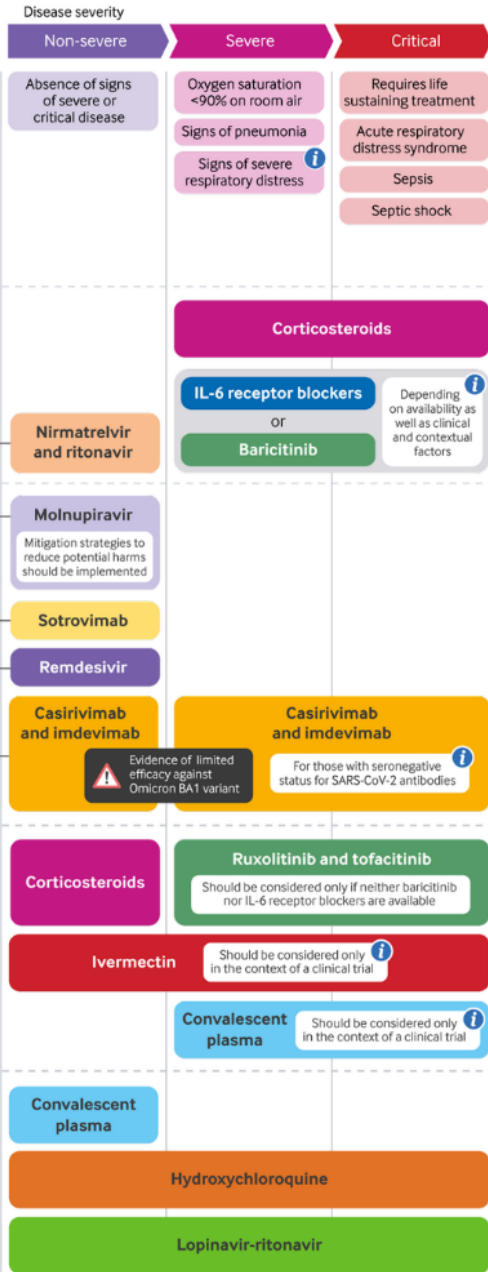 Disease severity
Non-severe
Severe
Critical
Absence of signs
of severe or
critical disease
Oxygen saturation
<90% on room air
Signs of pneumonia
Signs of severe
respiratory distress
i
Requires life
sustaining treatment
Acute respiratory
distress syndrome
Sepsis
Septic shock
Corticosteroids
IL-6 receptor blockers
or
Baricitinib
Depending
on availability as
well as clinical
and contextual
factors
i
Nirmatrelvir
and ritonavir
Molnupiravir
Mitigation strategies to
reduce potential harms
should be implemented
Sotrovimab
Remdesivir
Casirivimab
and imdevimab
Casirivimab
and imdevimab
!
Evidence of limited
efficacy against
Omicron BA1 variant
For those with seronegative
status for SARS-CoV-2 antibodies
i
Corticosteroids
Ruxolitinib and tofacitinib
Should be considered only if neither baricitinib
nor IL-6 receptor blockers are available
Ivermectin
Should be considered only
in the context of a clinical trial
i
Convalescent
plasma
Should be considered only
in the context of a clinical trial
i
Convalescent
plasma
Hydroxychloroquine
Lopinavir-ritonavir